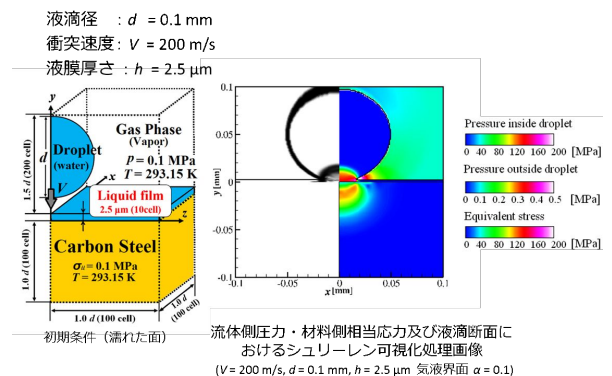 液滴径　：d = 0.1 mm
衝突速度: V = 200 m/s
液膜厚さ : h = 2.5 μm
y
d
1.5 d (200 cell)
Droplet
(water)
Gas Phase
(Vapor)
p = 0.1 MPa
T = 293.15 K
V
x
Liquid film
2.5 μm (10cell)
z
Carbon Steel
T = 293.15 K
1.0 d (100 cell)
1.0 d (100 cell)
1.0 d
(100 cell)
初期条件（濡れた面）
y [mm]
0.1
0.05
0
-0.05
-0.1
-0.1 -0.05 0 0.05 0.1
x [mm]
Pressure inside droplet
0 40 80 120 160 200 [MPa]
Pressure outside droplet
0 0.1 0.2 0.3 0.4 0.5 [MPa]
Equivalent stress
0 40 80 120 160 200 [MPa]
流体側圧力・材料側相当応力及び液滴断面に
おけるシュリーレン可視化処理画像
(V = 200 m/s, d = 0.1 mm, h = 2.5 μm 気液界面 α = 0.1)